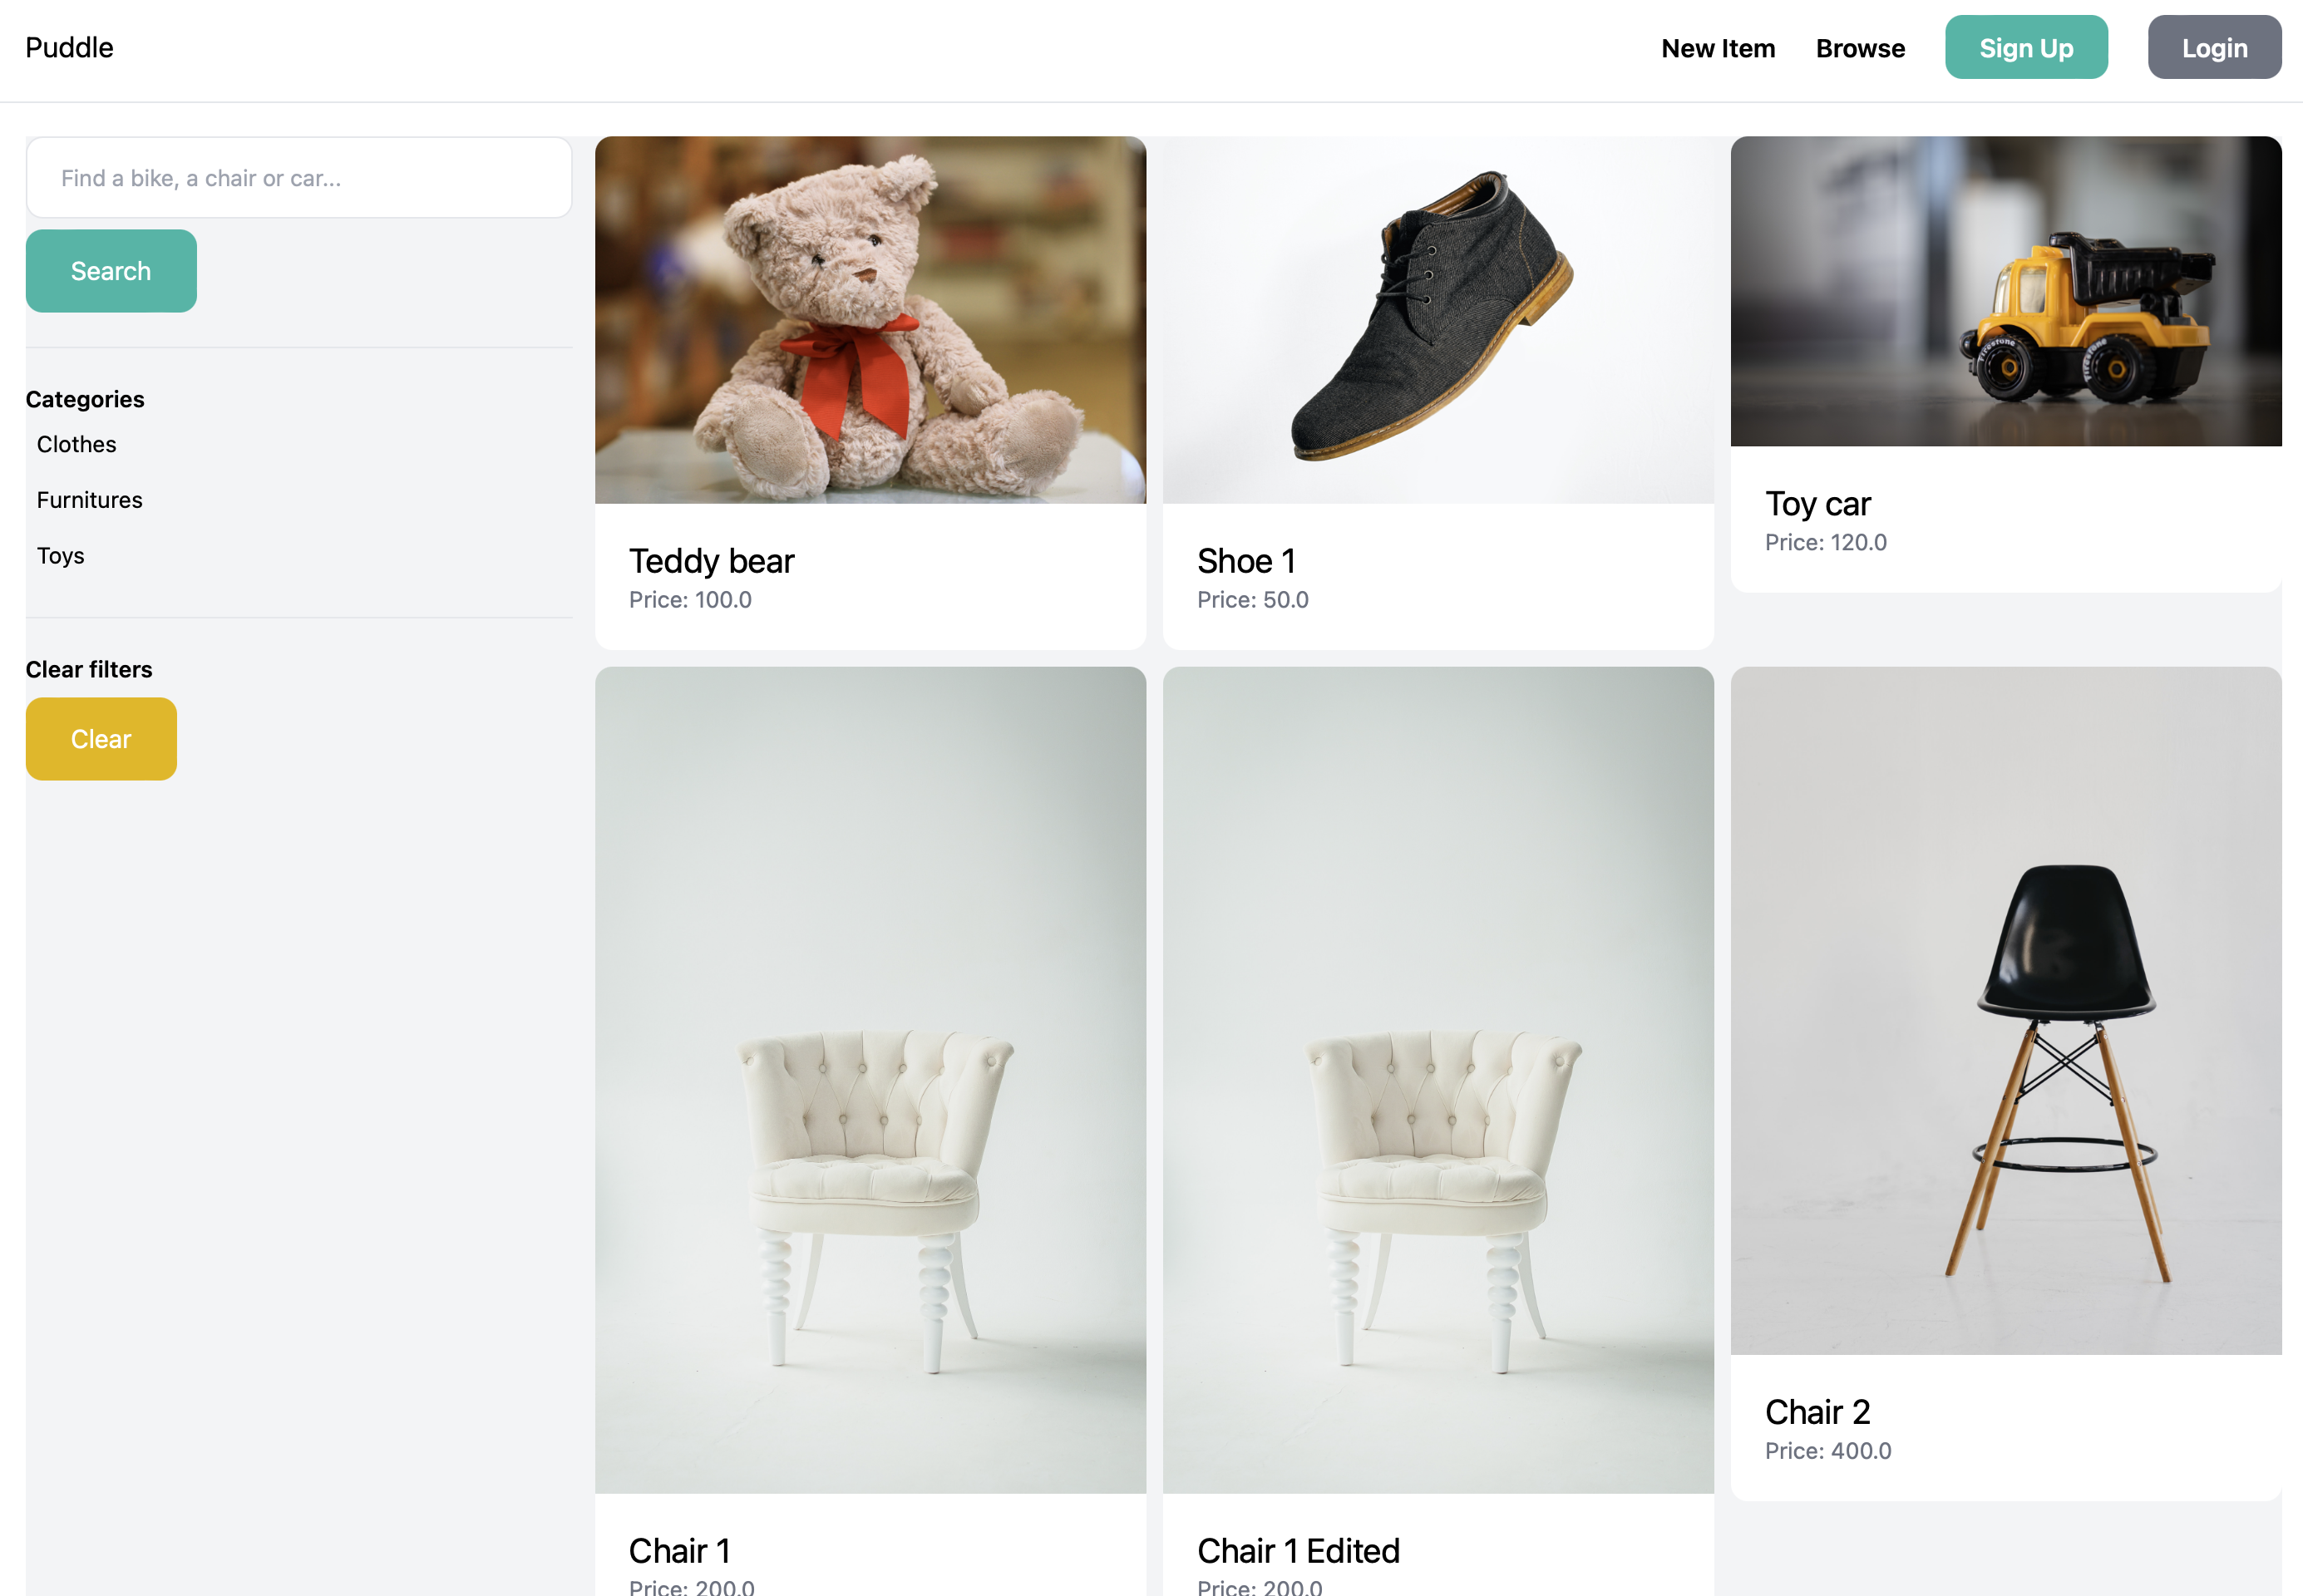 Puddle
New Item
Browse
Sign Up
Login
Find a bike, a chair or car...
Search
Categories
Clothes
Furnitures
Toys
Clear filters
Clear
Teddy bear
Price: 100.0
Shoe 1
Price: 50.0
Firestone
Firestone
Toy car
Price: 120.0
Chair 1
Price: 200.0
Chair 1 Edited
Price: 200.0
Chair 2
Price: 400.0